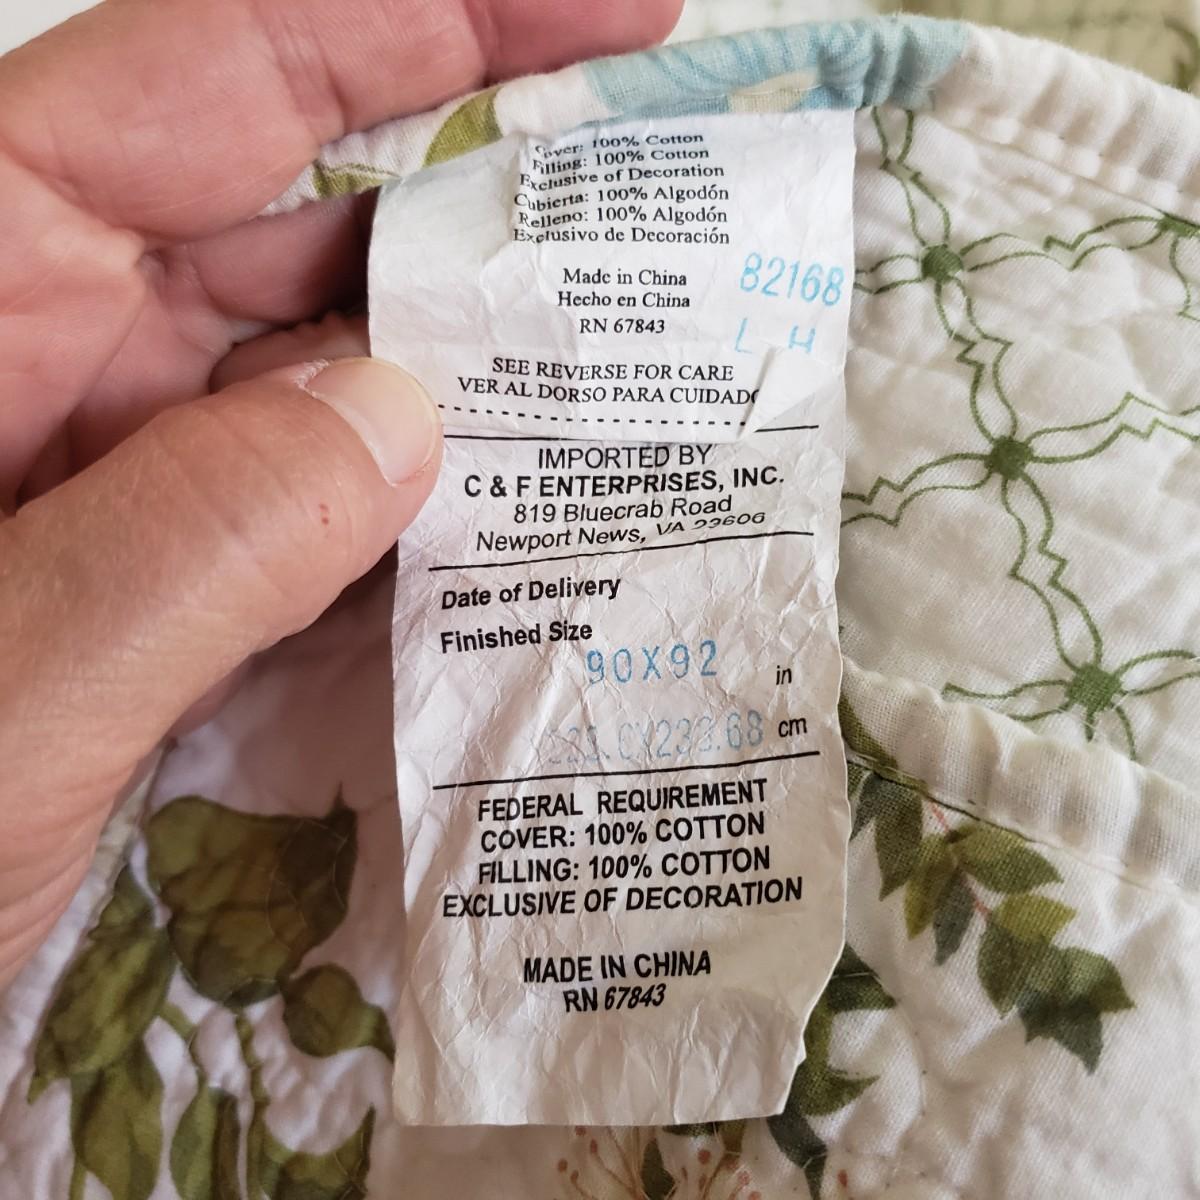 Cover: 100% Cotton
Filling: 100% Cotton
Exclusive of Decoration
Cubierta: 100% Algodón
Relleno: 100% Algodón
Exclusivo de Decoración
Made in China
Hecho en China
RN 67843
82168
L H
SEE REVERSE FOR CARE
VER AL DORSO PARA CUIDADO
IMPORTED BY
C & F ENTERPRISES, INC.
819 Bluecrab Road
Newport News, VA 23606
Date of Delivery
Finished Size
90X92
in
cm
FEDERAL REQUIREMENT
COVER: 100% COTTON
FILLING: 100% COTTON
EXCLUSIVE OF DECORATION
MADE IN CHINA
RN 67843